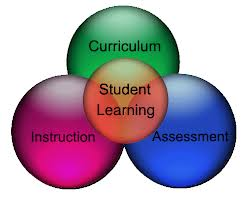 Curriculum
Student
Learning
Instruction
Assessment